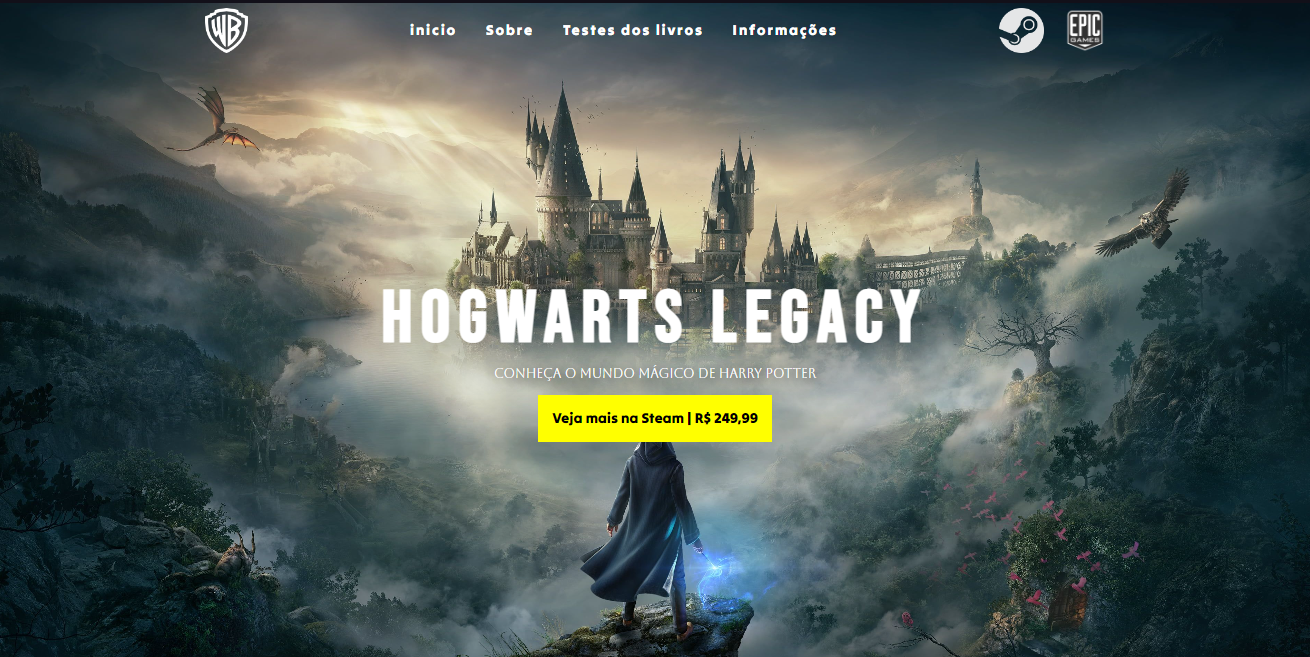 WB
inicio Sobre Testes dos livros Informações
EPIC
GAMES
HOGWARTS LEGACY
CONHEÇA O MUNDO MÁGICO DE HARRY POTTER
Veja mais na Steam | R$ 249,99